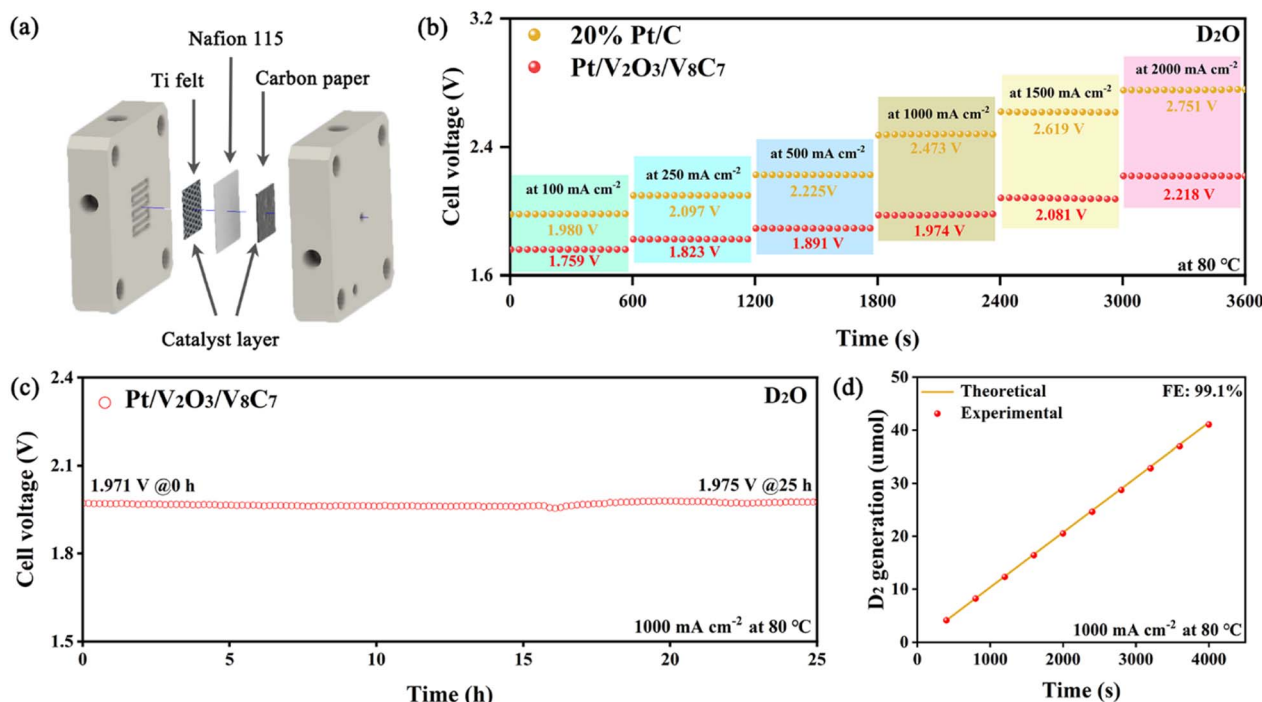 (a)
Nafion 115
Ti felt
Carbon paper
Catalyst layer
(b)
20% Pt/C
Pt/V2O3/V8C7
D2O
at 100 mA cm-2
at 250 mA cm-2
at 500 mA cm-2
at 1000 mA cm-2
at 1500 mA cm-2
at 2000 mA cm-2
1.980 V
2.097 V
2.225V
2.473 V
2.619 V
2.751 V
1.759 V
1.823 V
1.891 V
1.974 V
2.081 V
2.218 V
at 80 °C
Cell voltage (V)
3.2
2.4
1.6
0
600
1200
1800
2400
3000
3600
Time (s)
(c)
Pt/V2O3/V8C7
D2O
1.971 V @0 h
1.975 V @25 h
1000 mA cm-2 at 80 °C
Cell voltage (V)
2.4
2.1
1.8
1.5
0
5
10
15
20
25
Time (h)
(d)
Theoretical
Experimental
FE: 99.1%
1000 mA cm-2 at 80 °C
D2 generation (umol)
50
40
30
20
10
0
0
1000
2000
3000
4000
Time (s)